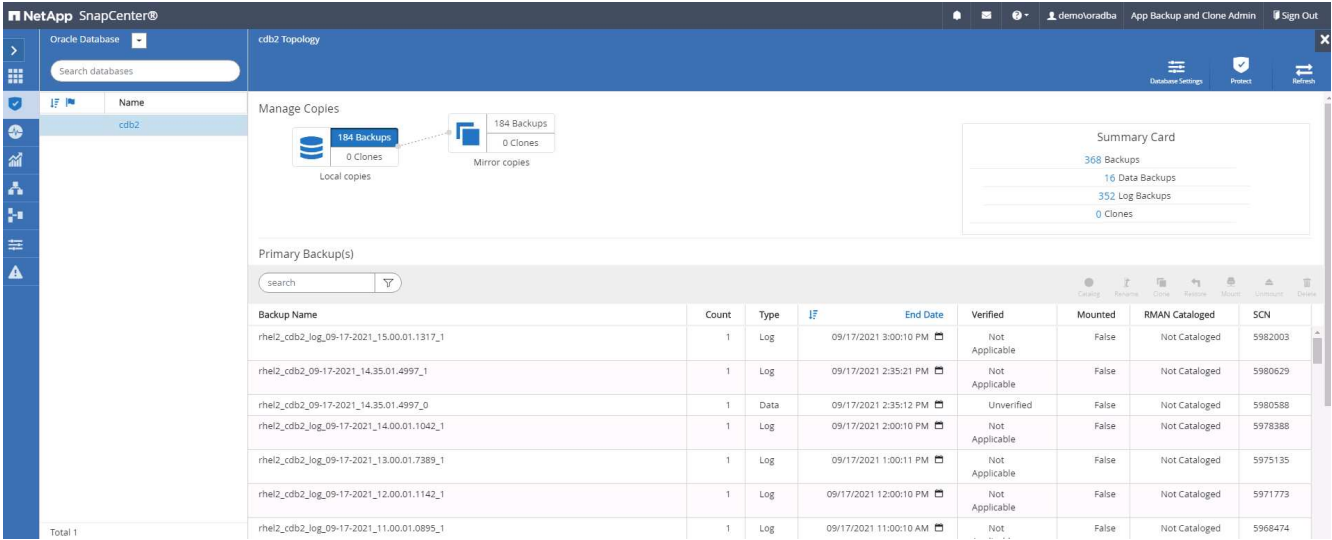 NetApp SnapCenter®
demo\oradba App Backup and Clone Admin Sign Out
Oracle Database
cdb2 Topology
Search databases
Database Settings Protect Refresh
Name
cdb2
Manage Copies
184 Backups
0 Clones
Local copies
184 Backups
0 Clones
Mirror copies
Summary Card
368 Backups
16 Data Backups
352 Log Backups
0 Clones
Primary Backup(s)
search
Catalog Rename Clone Restore Mount Unmount Delete
Backup Name Count Type End Date Verified Mounted RMAN Cataloged SCN
rhel2_cdb2_log_09-17-2021_15.00.01.1317_1 1 Log 09/17/2021 3:00:10 PM Not Applicable False Not Cataloged 5982003
rhel2_cdb2_09-17-2021_14.35.01.4997_1 1 Log 09/17/2021 2:35:21 PM Not Applicable False Not Cataloged 5980629
rhel2_cdb2_09-17-2021_14.35.01.4997_0 1 Data 09/17/2021 2:35:12 PM Unverified False Not Cataloged 5980588
rhel2_cdb2_log_09-17-2021_14.00.01.1042_1 1 Log 09/17/2021 2:00:10 PM Not Applicable False Not Cataloged 5978388
rhel2_cdb2_log_09-17-2021_13.00.01.7389_1 1 Log 09/17/2021 1:00:11 PM Not Applicable False Not Cataloged 5975135
rhel2_cdb2_log_09-17-2021_12.00.01.1142_1 1 Log 09/17/2021 12:00:10 PM Not Applicable False Not Cataloged 5971773
rhel2_cdb2_log_09-17-2021_11.00.01.0895_1 1 Log 09/17/2021 11:00:10 AM Not False Not Cataloged 5968474
Total 1